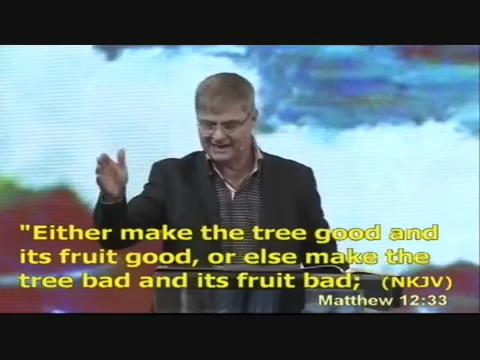 "Either make the tree good and
its fruit good, or else make the
tree bad and its fruit bad; (NKJV)
Matthew 12:33